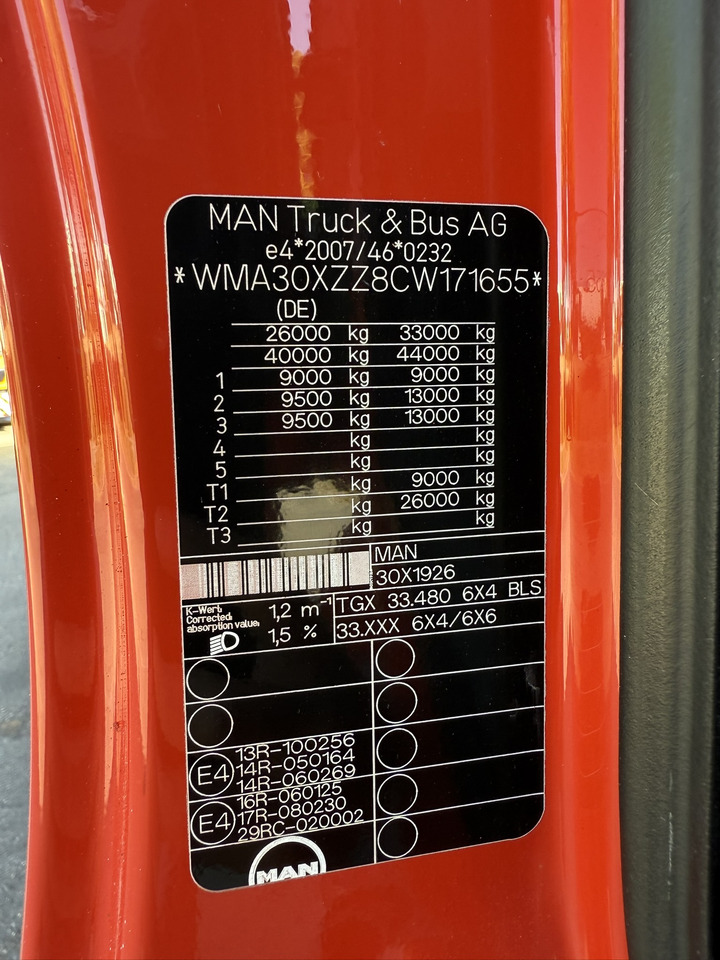 MAN Truck & Bus AG
e4*2007/46*0232
*WMA30XZZ8CW171655*
(DE)
26000 kg 33000 kg
40000 kg 44000 kg
1 9000 kg 9000 kg
2 9500 kg 13000 kg
3 9500 kg 13000 kg
4 kg kg
5 kg kg
T1 kg 9000 kg
T2 kg 26000 kg
T3 kg kg
MAN
30X1926
K-Wert:
Corrected
absorption value:
1,2 m⁻¹
1,5 %
TGX 33.480 6X4 BLS
33.XXX 6X4/6X6
E4
13R-100256
14R-050164
14R-060269
E4
16R-060125
17R-080230
29RC-020002
MAN